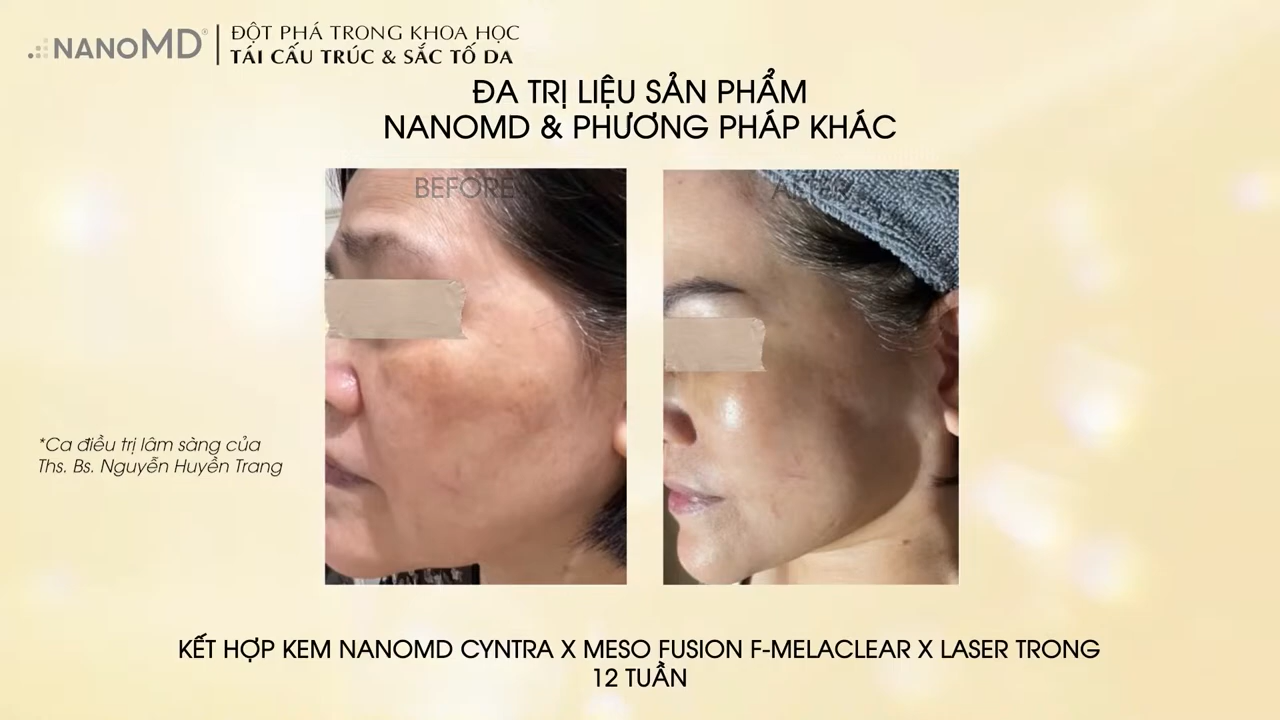 NANOMD®
ĐỘT PHÁ TRONG KHOA HỌC
TÁI CẤU TRÚC & SẮC TỐ DA
ĐA TRỊ LIỆU SẢN PHẨM
NANOMD & PHƯƠNG PHÁP KHÁC
BEFORE
AFTER
*Ca điều trị lâm sàng của
Ths. Bs. Nguyễn Huyền Trang
KẾT HỢP KEM NANOMD CYNTRA X MESO FUSION F-MELACLEAR X LASER TRONG
12 TUẦN